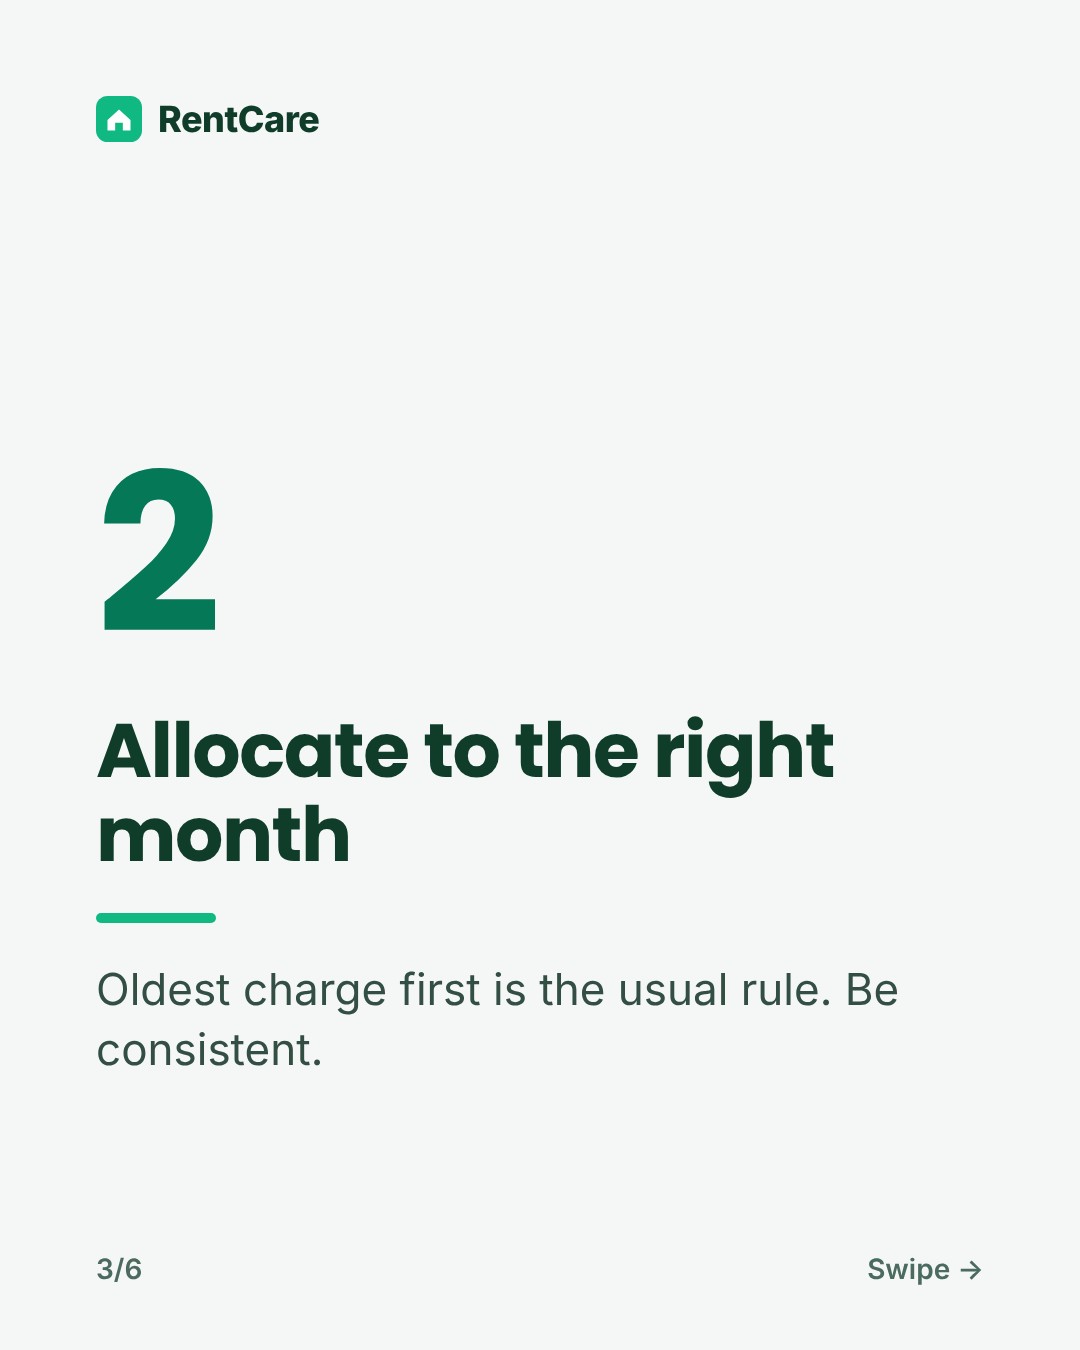 RentCare
2
Allocate to the right
month
Oldest charge first is the usual rule. Be
consistent.
3/6
Swipe →